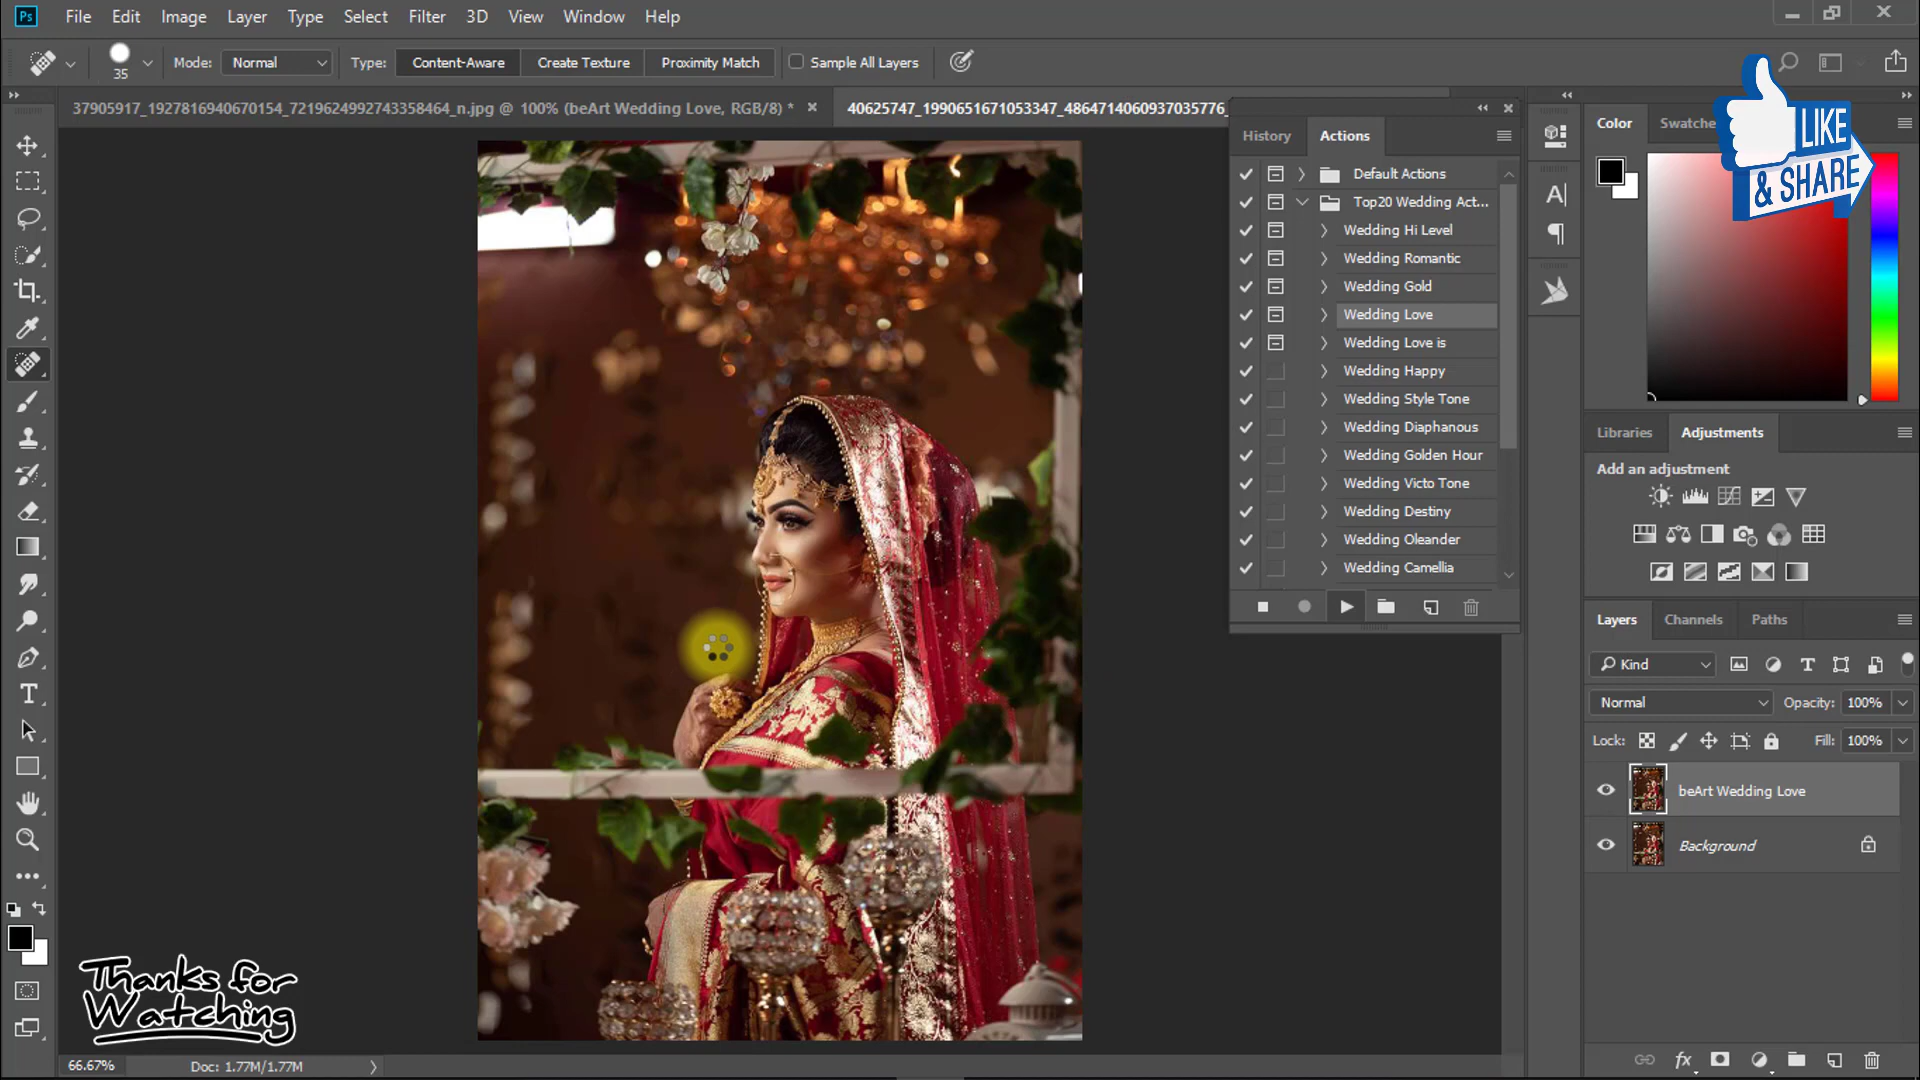 Ps File Edit Image Layer Type Select Filter 3D View Window Help
35 Mode: Normal Type: Content-Aware Create Texture Proximity Match Sample All Layers
37905917_1927816940670154_7219624992743358464_n.jpg @ 100% (beArt Wedding Love, RGB/8) *
40625747_1990651671053347_4864714060937035776_
LIKE
& SHARE
History Actions
Default Actions
Top20 Wedding Act...
Wedding Hi Level
Wedding Romantic
Wedding Gold
Wedding Love
Wedding Love is
Wedding Happy
Wedding Style Tone
Wedding Diaphanous
Wedding Golden Hour
Wedding Victo Tone
Wedding Destiny
Wedding Oleander
Wedding Camellia
Color Swatche
Libraries Adjustments
Add an adjustment
Layers Channels Paths
Kind
Normal Opacity: 100%
Lock: Fill: 100%
beArt Wedding Love
Background
fx
Thanks for
Watching
66.67% Doc: 1.77M/1.77M